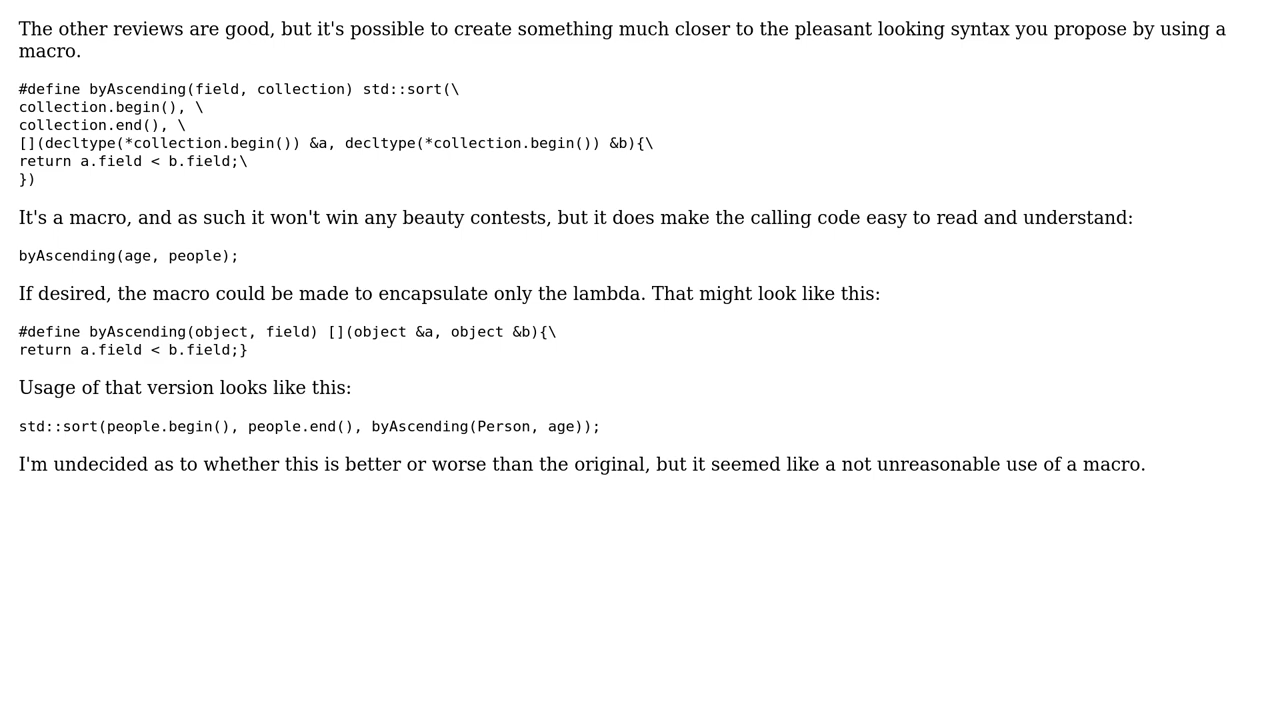 The other reviews are good, but it's possible to create something much closer to the pleasant looking syntax you propose by using a
macro.
#define byAscending(field, collection) std::sort(\
collection.begin(), \
collection.end(), \
[](decltype(*collection.begin()) &a, decltype(*collection.begin()) &b){\
return a.field < b.field;\
})
It's a macro, and as such it won't win any beauty contests, but it does make the calling code easy to read and understand:
byAscending(age, people);
If desired, the macro could be made to encapsulate only the lambda. That might look like this:
#define byAscending(object, field) [](object &a, object &b){\
return a.field < b.field;}
Usage of that version looks like this:
std::sort(people.begin(), people.end(), byAscending(Person, age));
I'm undecided as to whether this is better or worse than the original, but it seemed like a not unreasonable use of a macro.